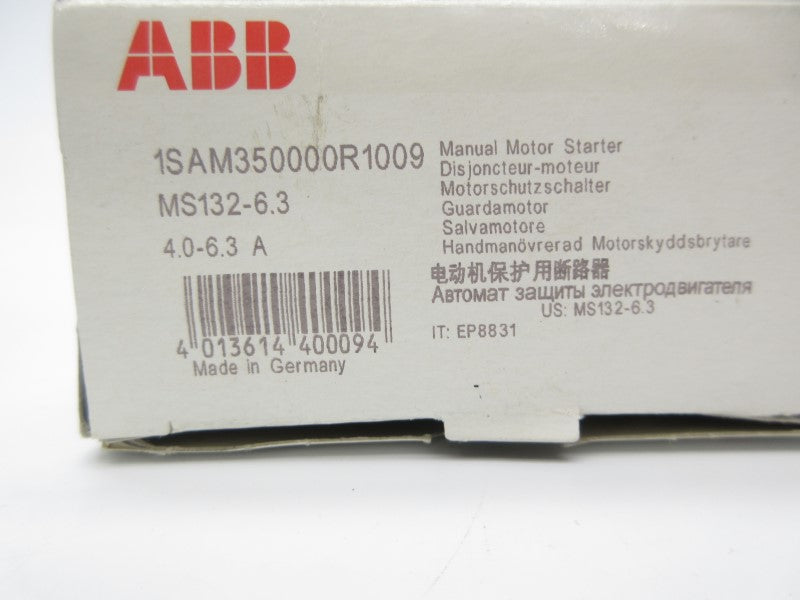 ABB
1SAM350000R1009
MS132-6.3
4.0-6.3 A
4 013614 400094
Made in Germany
Manual Motor Starter
Disjoncteur-moteur
Motorschutzschalter
Guardamotor
Salvamotore
Handmanövrerad Motorskyddsbrytare
电动机保护用断路器
Автомат защиты электродвигателя
US: MS132-6.3
IT: EP8831